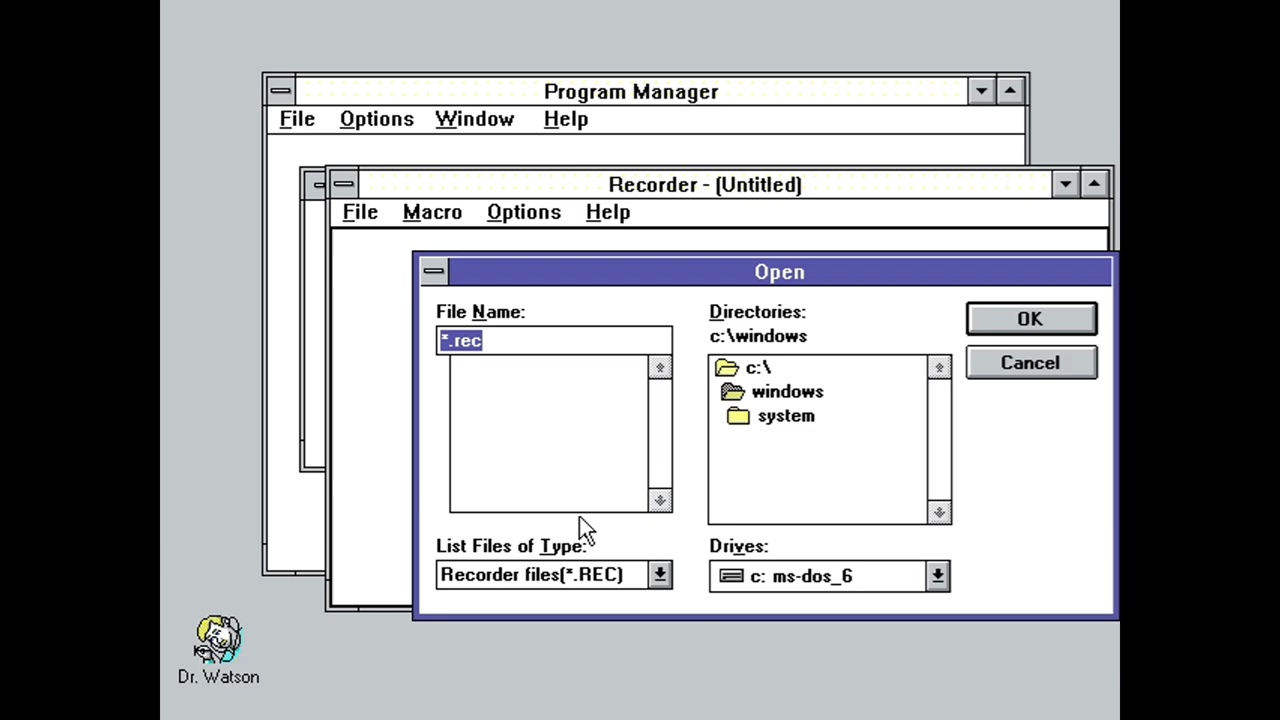 Program Manager
File Options Window Help
Recorder - (Untitled)
File Macro Options Help
Open
File Name:
*.rec
Directories:
c:\windows
c:\
windows
system
OK
Cancel
List Files of Type:
Recorder files(*.REC)
Drives:
c: ms-dos_6
Dr. Watson